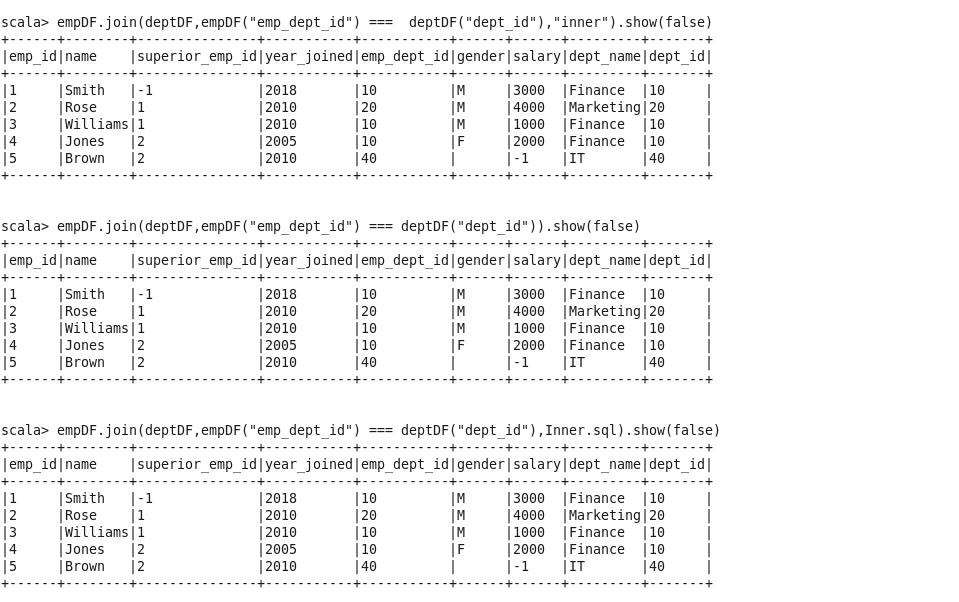 scala> empDF.join(deptDF,empDF("emp_dept_id") ===  deptDF("dept_id"),"inner").show(false)
+------+--------+---------------+-----------+-----------+------+------+---------+-------+
|emp_id|name    |superior_emp_id|year_joined|emp_dept_id|gender|salary|dept_name|dept_id|
+------+--------+---------------+-----------+-----------+------+------+---------+-------+
|1     |Smith   |-1             |2018       |10         |M     |3000  |Finance  |10     |
|2     |Rose    |1              |2010       |20         |M     |4000  |Marketing|20     |
|3     |Williams|1              |2010       |10         |M     |1000  |Finance  |10     |
|4     |Jones   |2              |2005       |10         |F     |2000  |Finance  |10     |
|5     |Brown   |2              |2010       |40         |      |-1    |IT       |40     |
+------+--------+---------------+-----------+-----------+------+------+---------+-------+
scala> empDF.join(deptDF,empDF("emp_dept_id") === deptDF("dept_id")).show(false)
+------+--------+---------------+-----------+-----------+------+------+---------+-------+
|emp_id|name    |superior_emp_id|year_joined|emp_dept_id|gender|salary|dept_name|dept_id|
+------+--------+---------------+-----------+-----------+------+------+---------+-------+
|1     |Smith   |-1             |2018       |10         |M     |3000  |Finance  |10     |
|2     |Rose    |1              |2010       |20         |M     |4000  |Marketing|20     |
|3     |Williams|1              |2010       |10         |M     |1000  |Finance  |10     |
|4     |Jones   |2              |2005       |10         |F     |2000  |Finance  |10     |
|5     |Brown   |2              |2010       |40         |      |-1    |IT       |40     |
+------+--------+---------------+-----------+-----------+------+------+---------+-------+
scala> empDF.join(deptDF,empDF("emp_dept_id") === deptDF("dept_id"),Inner.sql).show(false)
+------+--------+---------------+-----------+-----------+------+------+---------+-------+
|emp_id|name    |superior_emp_id|year_joined|emp_dept_id|gender|salary|dept_name|dept_id|
+------+--------+---------------+-----------+-----------+------+------+---------+-------+
|1     |Smith   |-1             |2018       |10         |M     |3000  |Finance  |10     |
|2     |Rose    |1              |2010       |20         |M     |4000  |Marketing|20     |
|3     |Williams|1              |2010       |10         |M     |1000  |Finance  |10     |
|4     |Jones   |2              |2005       |10         |F     |2000  |Finance  |10     |
|5     |Brown   |2              |2010       |40         |      |-1    |IT       |40     |
+------+--------+---------------+-----------+-----------+------+------+---------+-------+